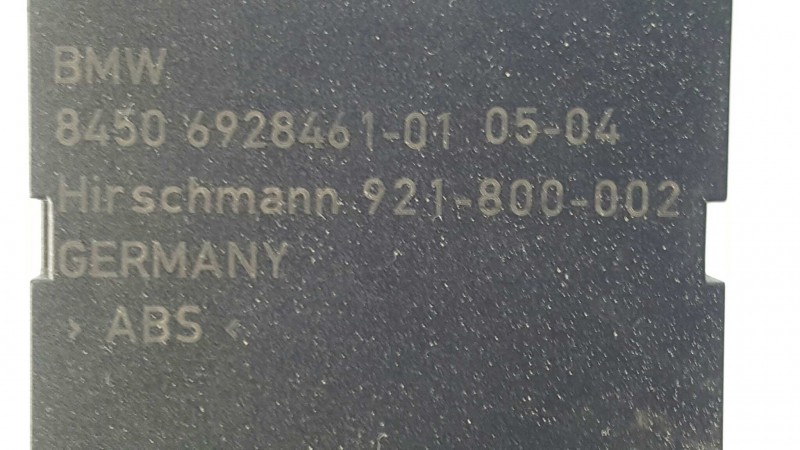 BMW
8450 6928461-01 05-04
Hirschmann 921-800-002
GERMANY
> ABS <